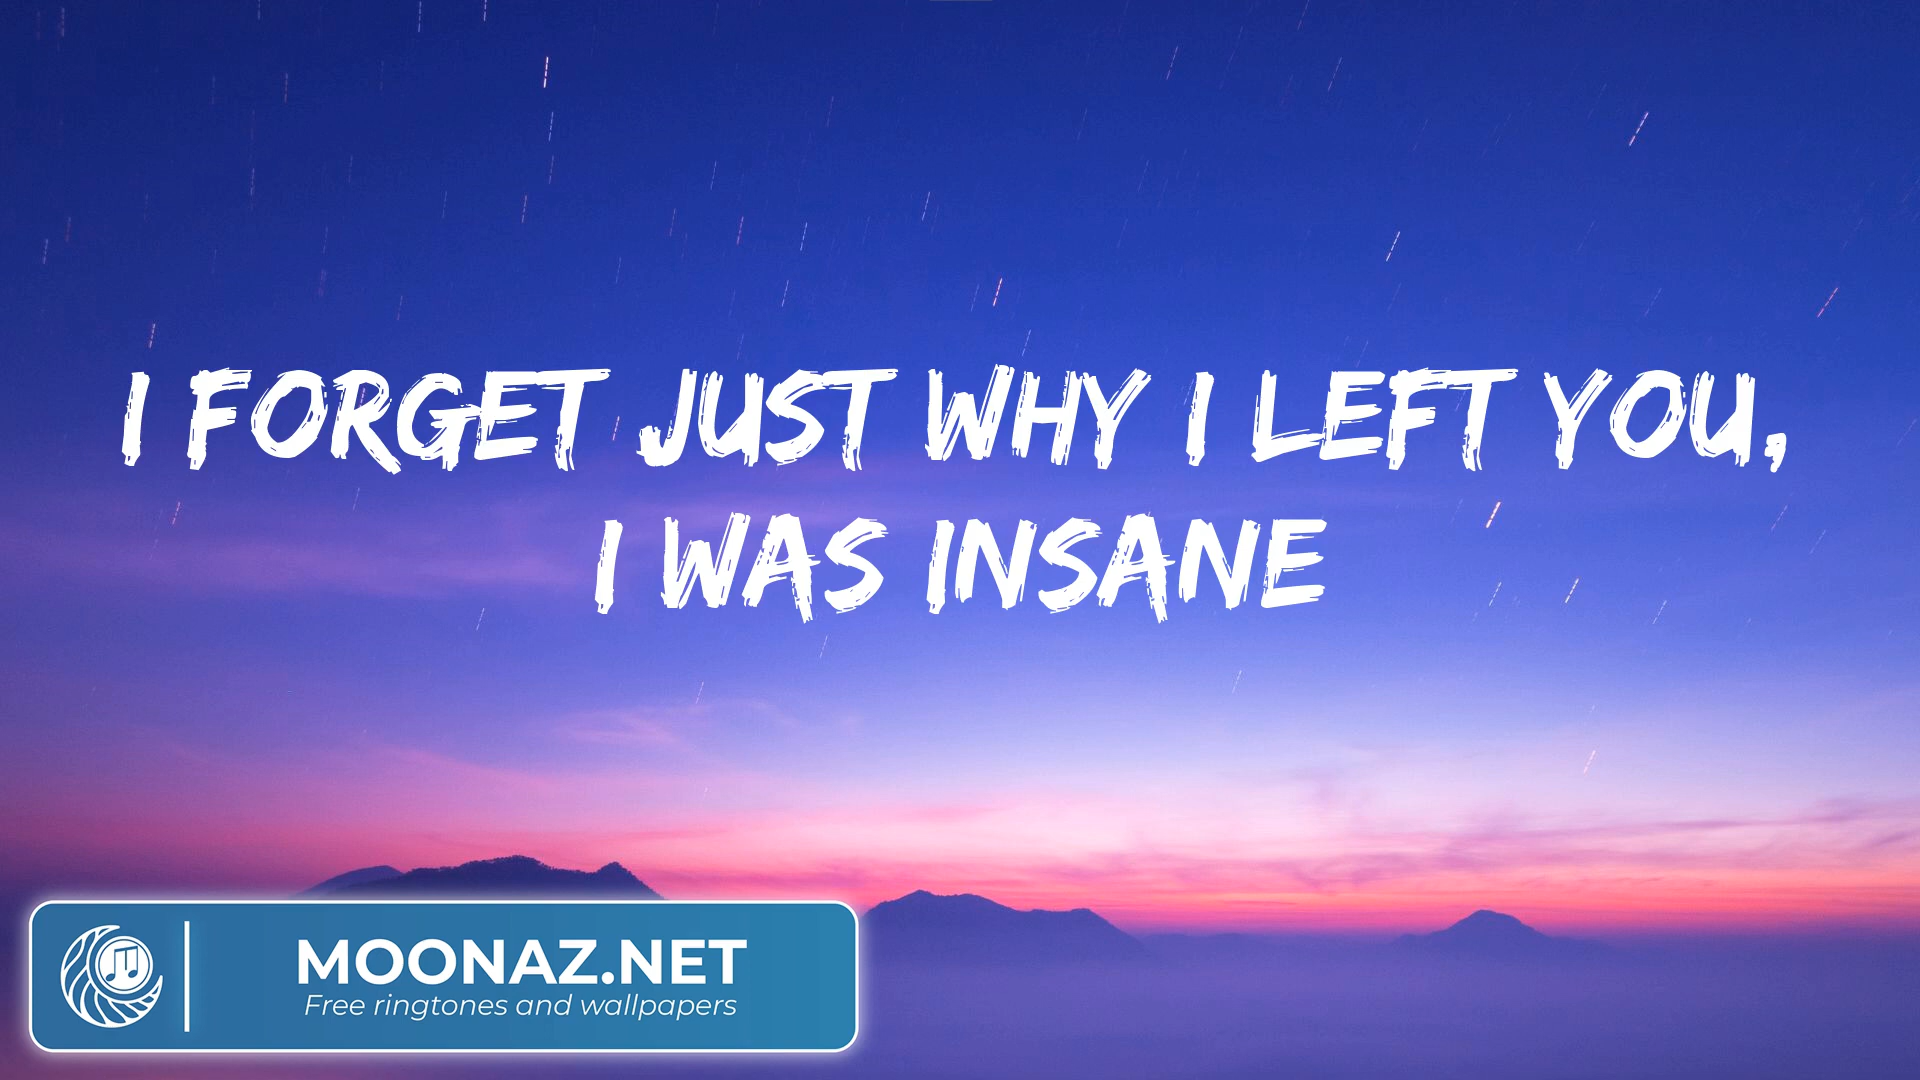 I FORGET JUST WHY I LEFT YOU,
I WAS INSANE
MOONAZ.NET
Free ringtones and wallpapers